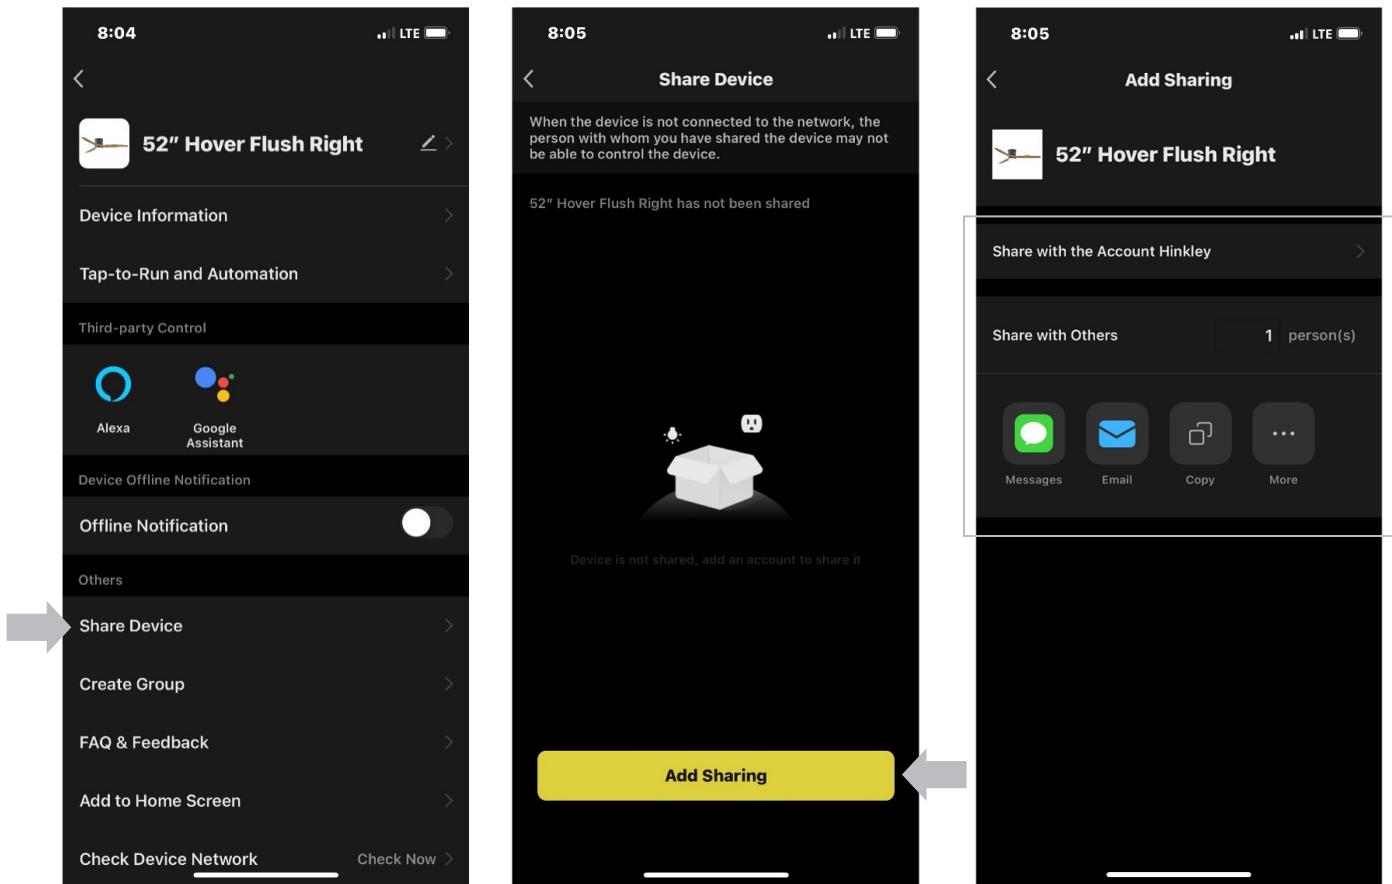 8:04
LTE
52” Hover Flush Right
Device Information
Tap-to-Run and Automation
Third-party Control
Alexa
Google
Assistant
Device Offline Notification
Offline Notification
Others
Share Device
Create Group
FAQ & Feedback
Add to Home Screen
Check Device Network
Check Now
8:05
LTE
Share Device
When the device is not connected to the network, the
person with whom you have shared the device may not
be able to control the device.
52” Hover Flush Right has not been shared
Device is not shared, add an account to share it
Add Sharing
8:05
LTE
Add Sharing
52” Hover Flush Right
Share with the Account Hinkley
Share with Others
1 person(s)
Messages
Email
Copy
More